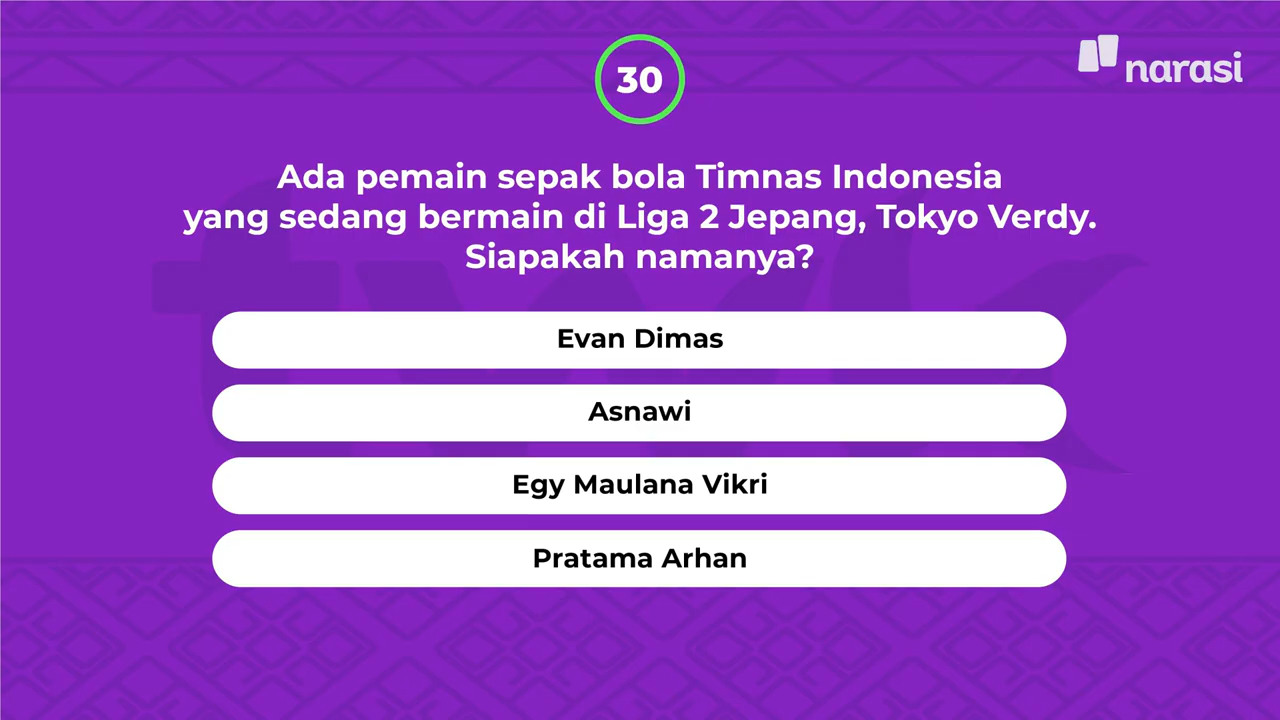 30
narasi
Ada pemain sepak bola Timnas Indonesia
yang sedang bermain di Liga 2 Jepang, Tokyo Verdy.
Siapakah namanya?
Evan Dimas
Asnawi
Egy Maulana Vikri
Pratama Arhan